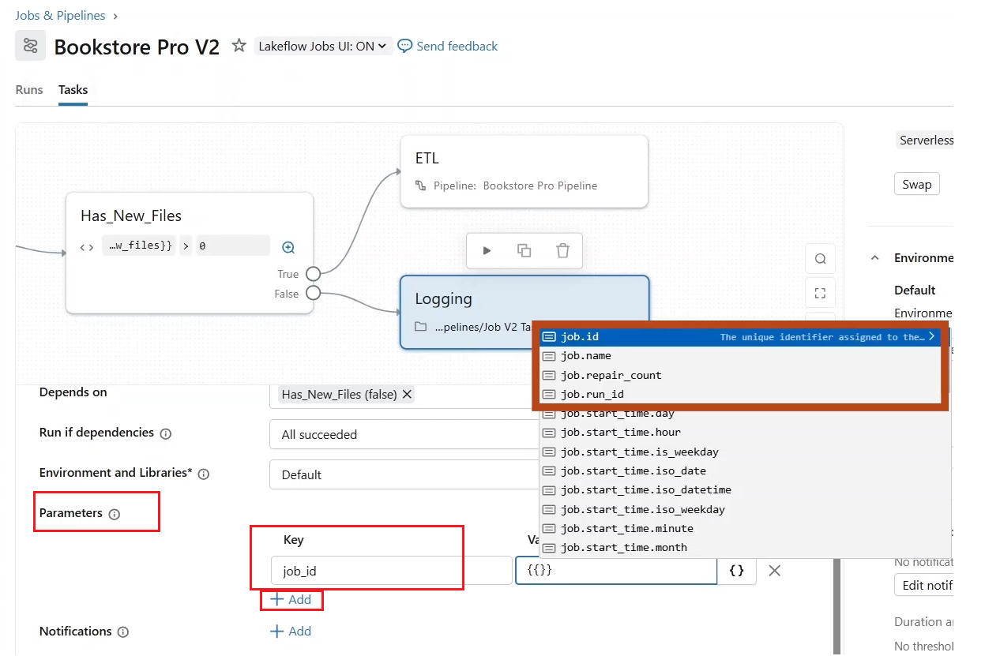 Jobs & Pipelines ›
Bookstore Pro V2 Lakeflow Jobs UI: ON Send feedback
Runs Tasks
ETL
Pipeline: Bookstore Pro Pipeline
Has_New_Files
…w_files}} > 0
True
False
Logging
…pelines/Job V2 Ta
Serverless
Swap
Environme
Default
Environme
job.id The unique identifier assigned to the…
job.name
job.repair_count
job.run_id
job.start_time.day
job.start_time.hour
job.start_time.is_weekday
job.start_time.iso_date
job.start_time.iso_datetime
job.start_time.iso_weekday
job.start_time.minute
job.start_time.month
Depends on Has_New_Files (false)
Run if dependencies All succeeded
Environment and Libraries* Default
Parameters
Key Va
job_id {{}} {}
+ Add
Notifications + Add
No notificat
Edit notif
Duration a
No threshol